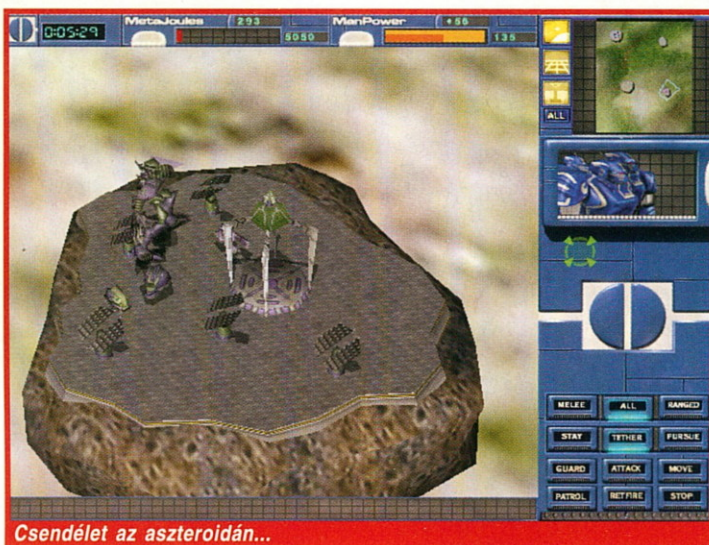 0:05:29
MetaJoules
293
5050
ManPower
+56
135
ALL
MELEE ALL RANGED
STAY TETHER PURSUE
GUARD ATTACK MOVE
PATROL RETFIRE STOP
Csendélet az aszteroidán...